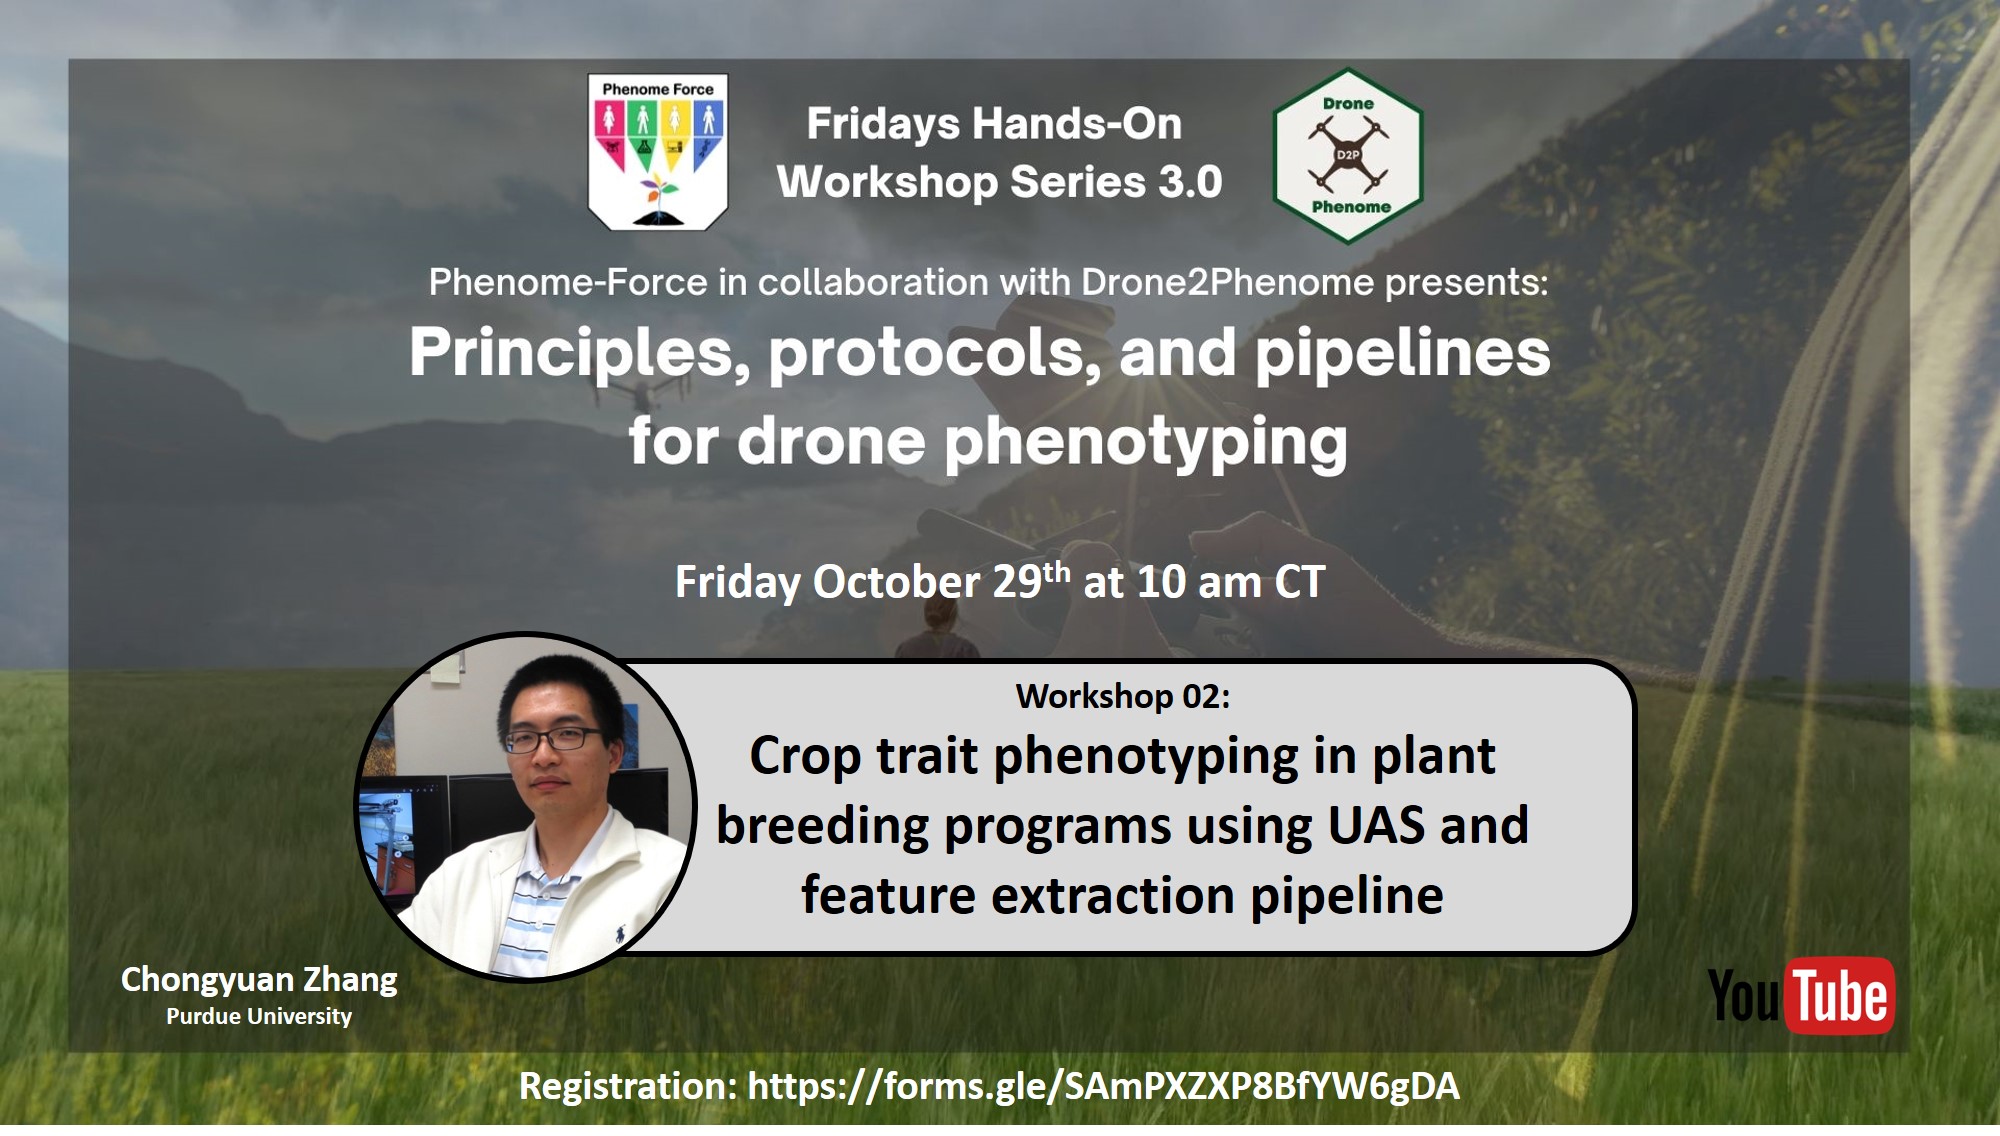 Phenome Force
Fridays Hands-On
Workshop Series 3.0
Drone
D2P
Phenome
Phenome-Force in collaboration with Drone2Phenome presents:
Principles, protocols, and pipelines
for drone phenotyping
Friday October 29th at 10 am CT
Workshop 02:
Crop trait phenotyping in plant
breeding programs using UAS and
feature extraction pipeline
Chongyuan Zhang
Purdue University
YouTube
Registration: https://forms.gle/SAmPXZXP8BfYW6gDA